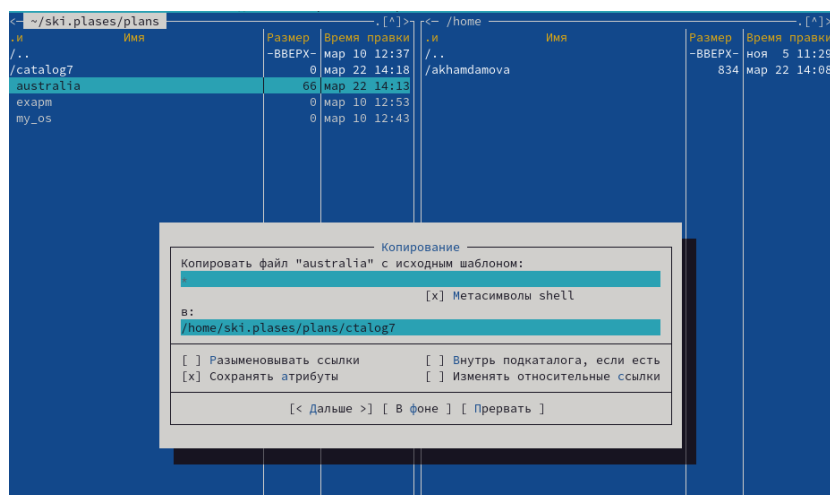 <— ~/ski.plases/plans .[^]>
.и Имя Размер Время правки
/.. -ВВЕРХ- мар 10 12:37
/catalog7 0 мар 22 14:18
australia 66 мар 22 14:13
exapm 0 мар 10 12:53
my_os 0 мар 10 12:43
<— /home .[^]>
.и Имя Размер Время правки
/.. -ВВЕРХ- ноя 5 11:29
/akhamdamova 834 мар 22 14:08
Копирование
Копировать файл "australia" с исходным шаблоном:
*
[x] Метасимволы shell
в:
/home/ski.plases/plans/ctalog7
[ ] Разыменовывать ссылки [ ] Внутрь подкаталога, если есть
[x] Сохранять атрибуты [ ] Изменять относительные ссылки
[< Дальше >] [ В фоне ] [ Прервать ]